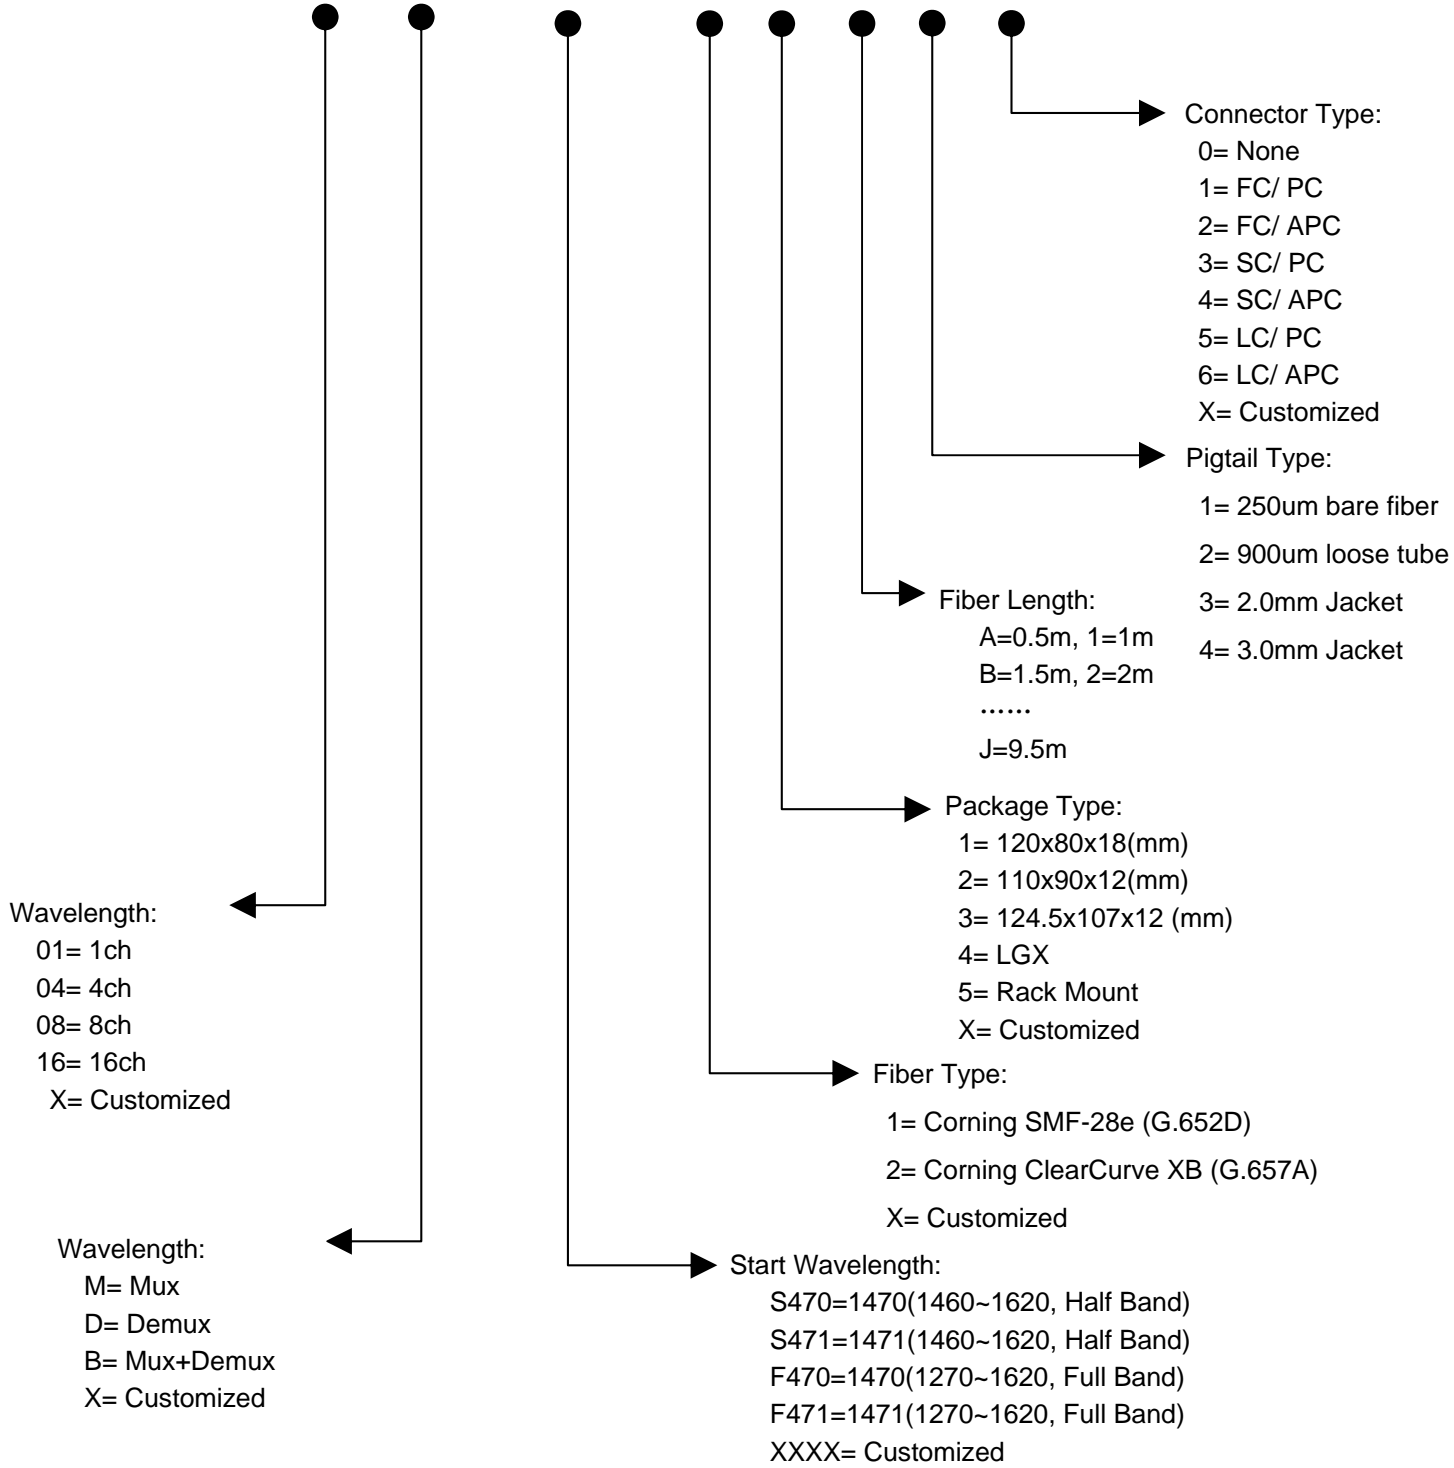 Connector Type:
0= None
1= FC/ PC
2= FC/ APC
3= SC/ PC
4= SC/ APC
5= LC/ PC
6= LC/ APC
X= Customized
Pigtail Type:
1= 250um bare fiber
2= 900um loose tube
3= 2.0mm Jacket
4= 3.0mm Jacket
Fiber Length:
A=0.5m, 1=1m
B=1.5m, 2=2m
……
J=9.5m
Package Type:
1= 120x80x18(mm)
2= 110x90x12(mm)
3= 124.5x107x12 (mm)
4= LGX
5= Rack Mount
X= Customized
Wavelength:
01= 1ch
04= 4ch
08= 8ch
16= 16ch
X= Customized
Fiber Type:
1= Corning SMF-28e (G.652D)
2= Corning ClearCurve XB (G.657A)
X= Customized
Wavelength:
M= Mux
D= Demux
B= Mux+Demux
X= Customized
Start Wavelength:
S470=1470(1460~1620, Half Band)
S471=1471(1460~1620, Half Band)
F470=1470(1270~1620, Full Band)
F471=1471(1270~1620, Full Band)
XXXX= Customized